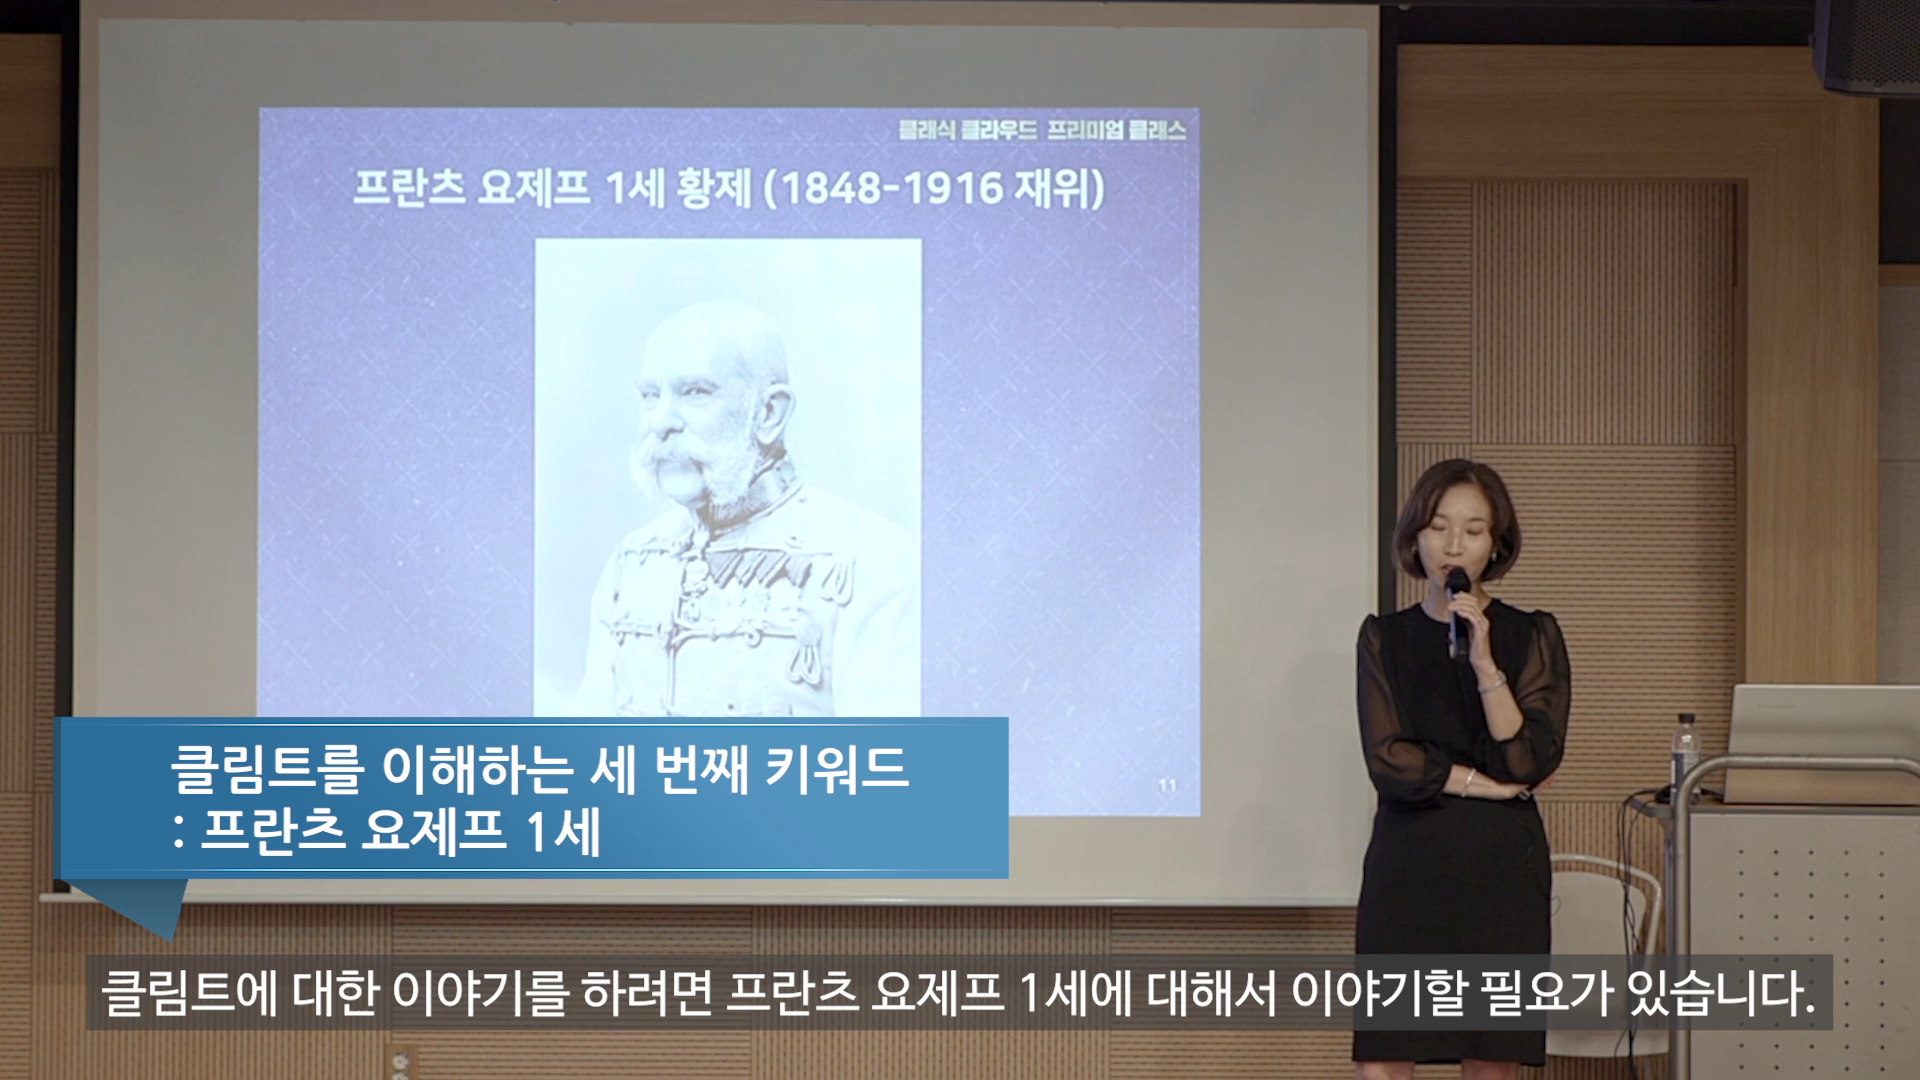 클래식 클라우드 프리미엄 클래스
프란츠 요제프 1세 황제 (1848-1916 재위)
11
클림트를 이해하는 세 번째 키워드
: 프란츠 요제프 1세
클림트에 대한 이야기를 하려면 프란츠 요제프 1세에 대해서 이야기할 필요가 있습니다.